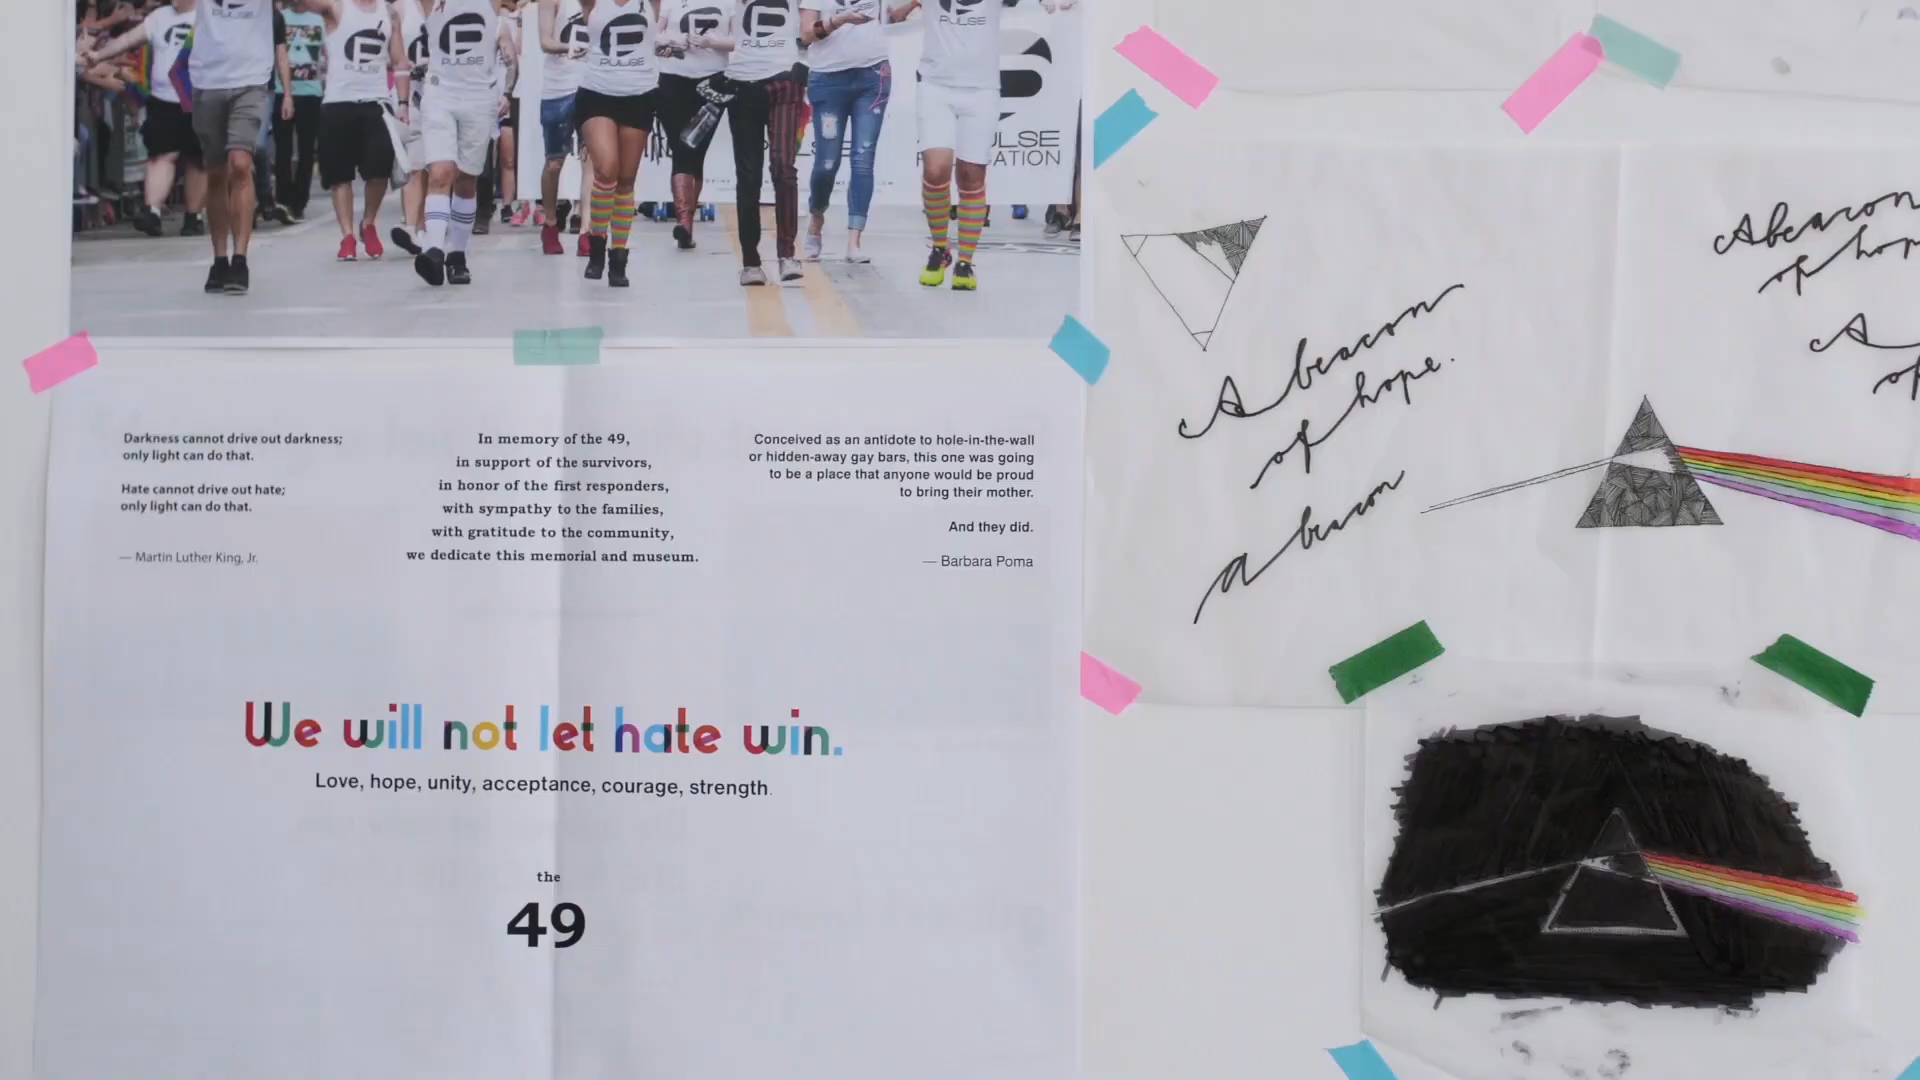 PULSE
PULSE
PULSE
PULSE
PULSE
PULSE
Darkness cannot drive out darkness;
only light can do that.
Hate cannot drive out hate;
only light can do that.
— Martin Luther King, Jr.
In memory of the 49,
in support of the survivors,
in honor of the first responders,
with sympathy to the families,
with gratitude to the community,
we dedicate this memorial and museum.
Conceived as an antidote to hole-in-the-wall
or hidden-away gay bars, this one was going
to be a place that anyone would be proud
to bring their mother.
And they did.
— Barbara Poma
We will not let hate win.
Love, hope, unity, acceptance, courage, strength.
the
49
A beacon
of hope.
a beacon
A beacon
of hop
A
of